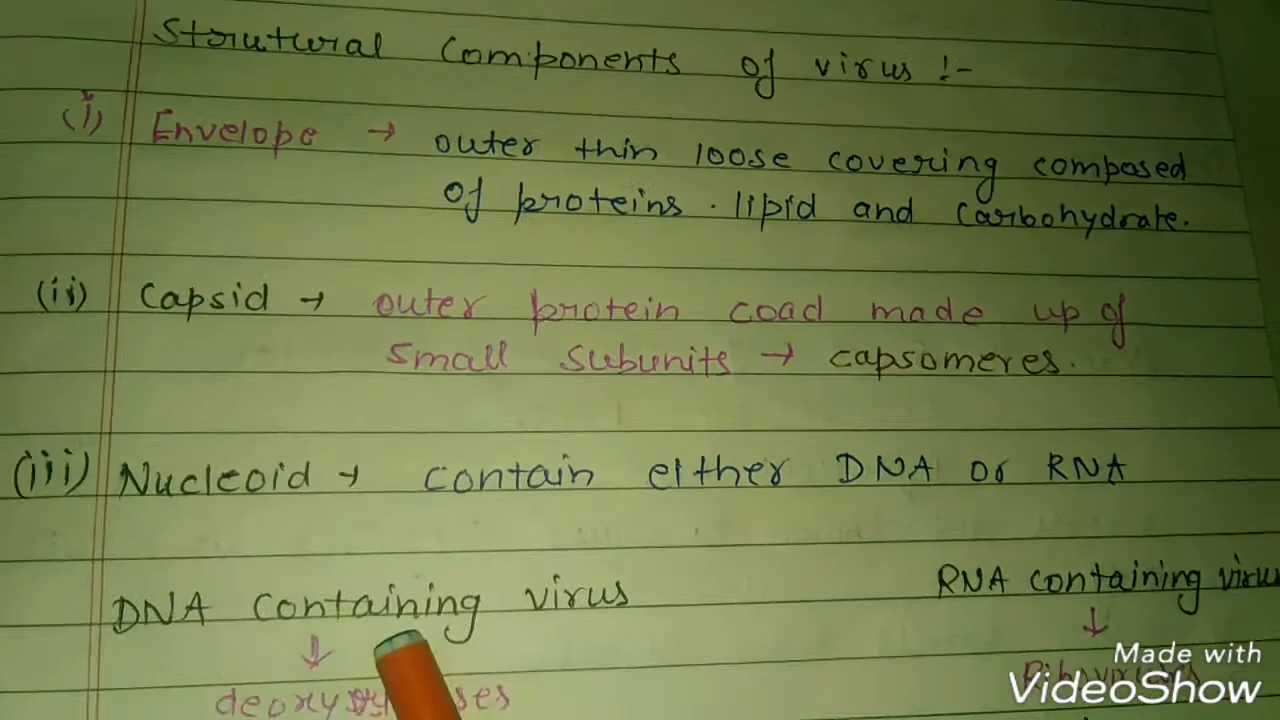 Strutural Components of virus :-
(i) Envelope → outer thin loose covering composed
of proteins . lipid and carbohydrate.
(ii) Capsid → outer protein coad made up of
small subunits → capsomeres.
(iii) Nucleoid → contain either DNA or RNA
DNA containing virus
RNA containing virus
↓
↓
Made with
VideoShow